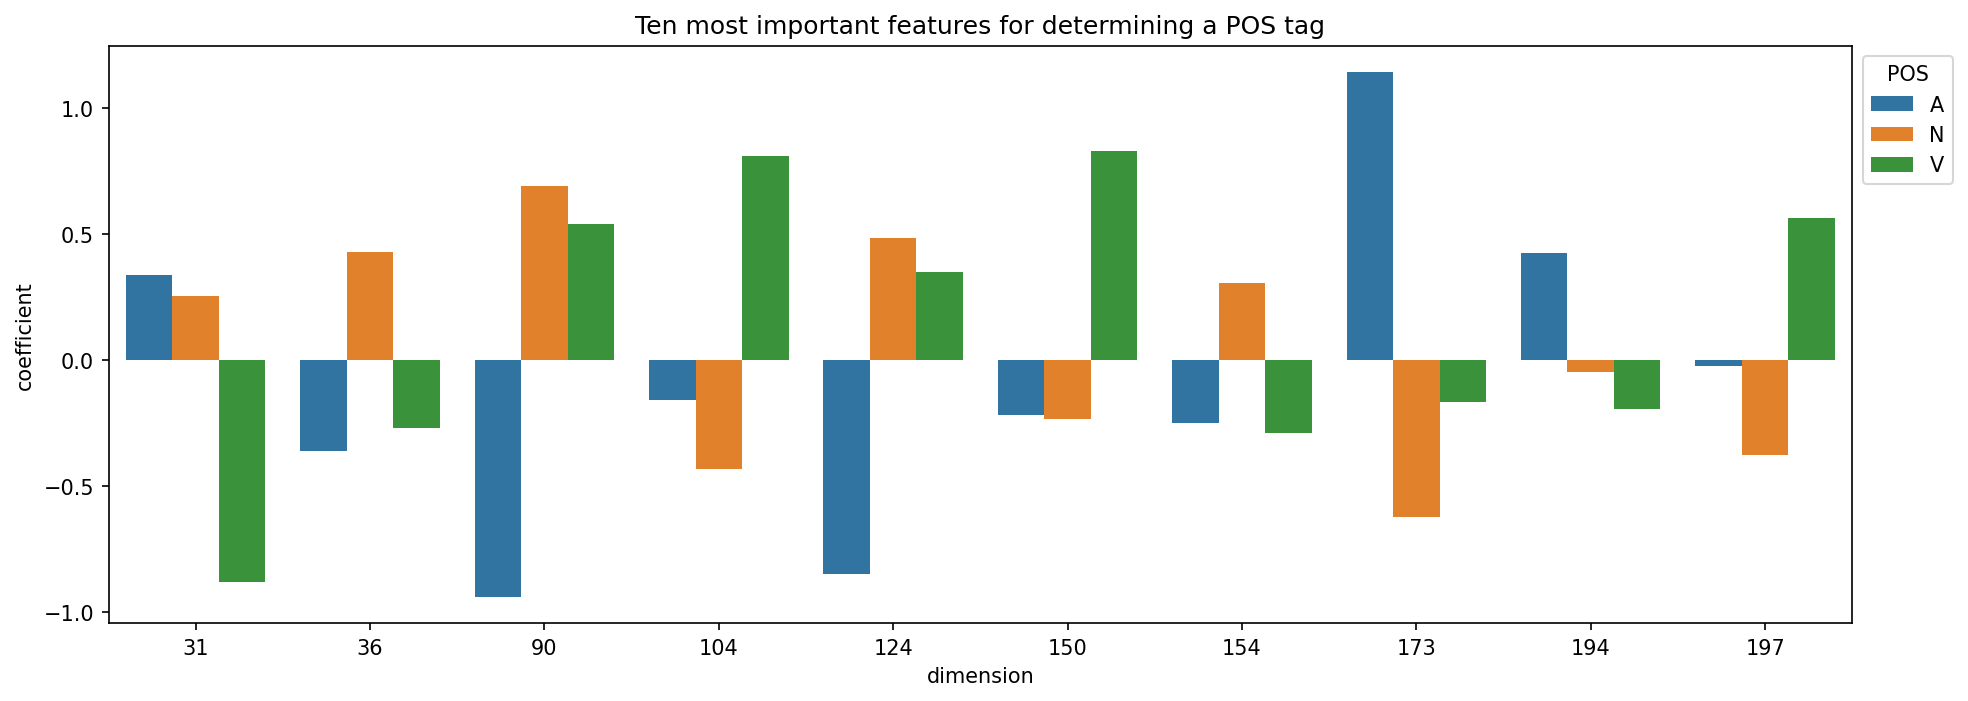 Ten most important features for determining a POS tag
POS
A
N
V
1.0
0.5
0.0
−0.5
−1.0
coefficient
31 36 90 104 124 150 154 173 194 197
dimension